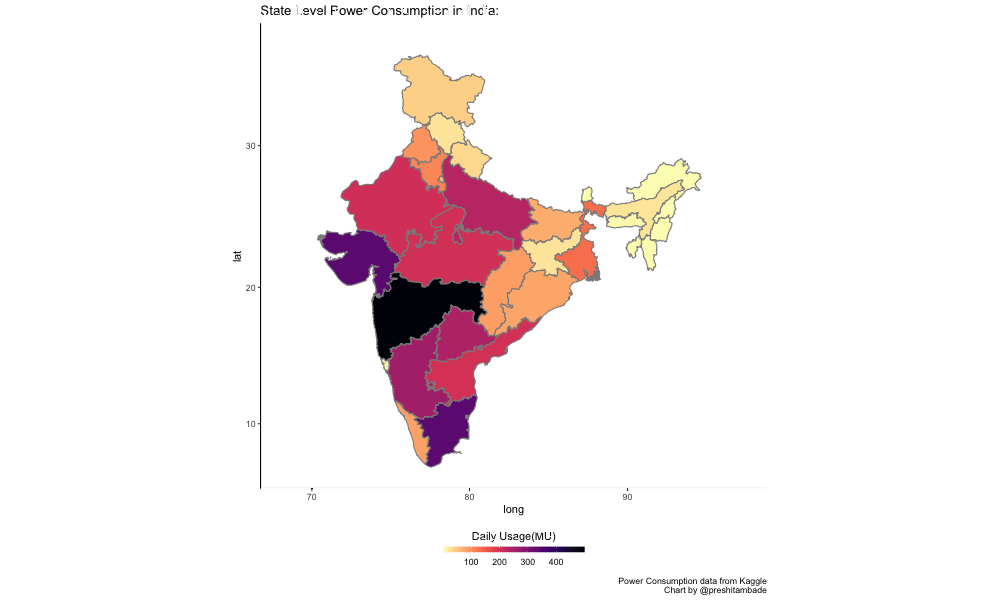 State Level Power Consumption in India:
30
20
10
lat
70 80 90
long
Daily Usage(MU)
100 200 300 400
Power Consumption data from Kaggle
Chart by @preshitambade